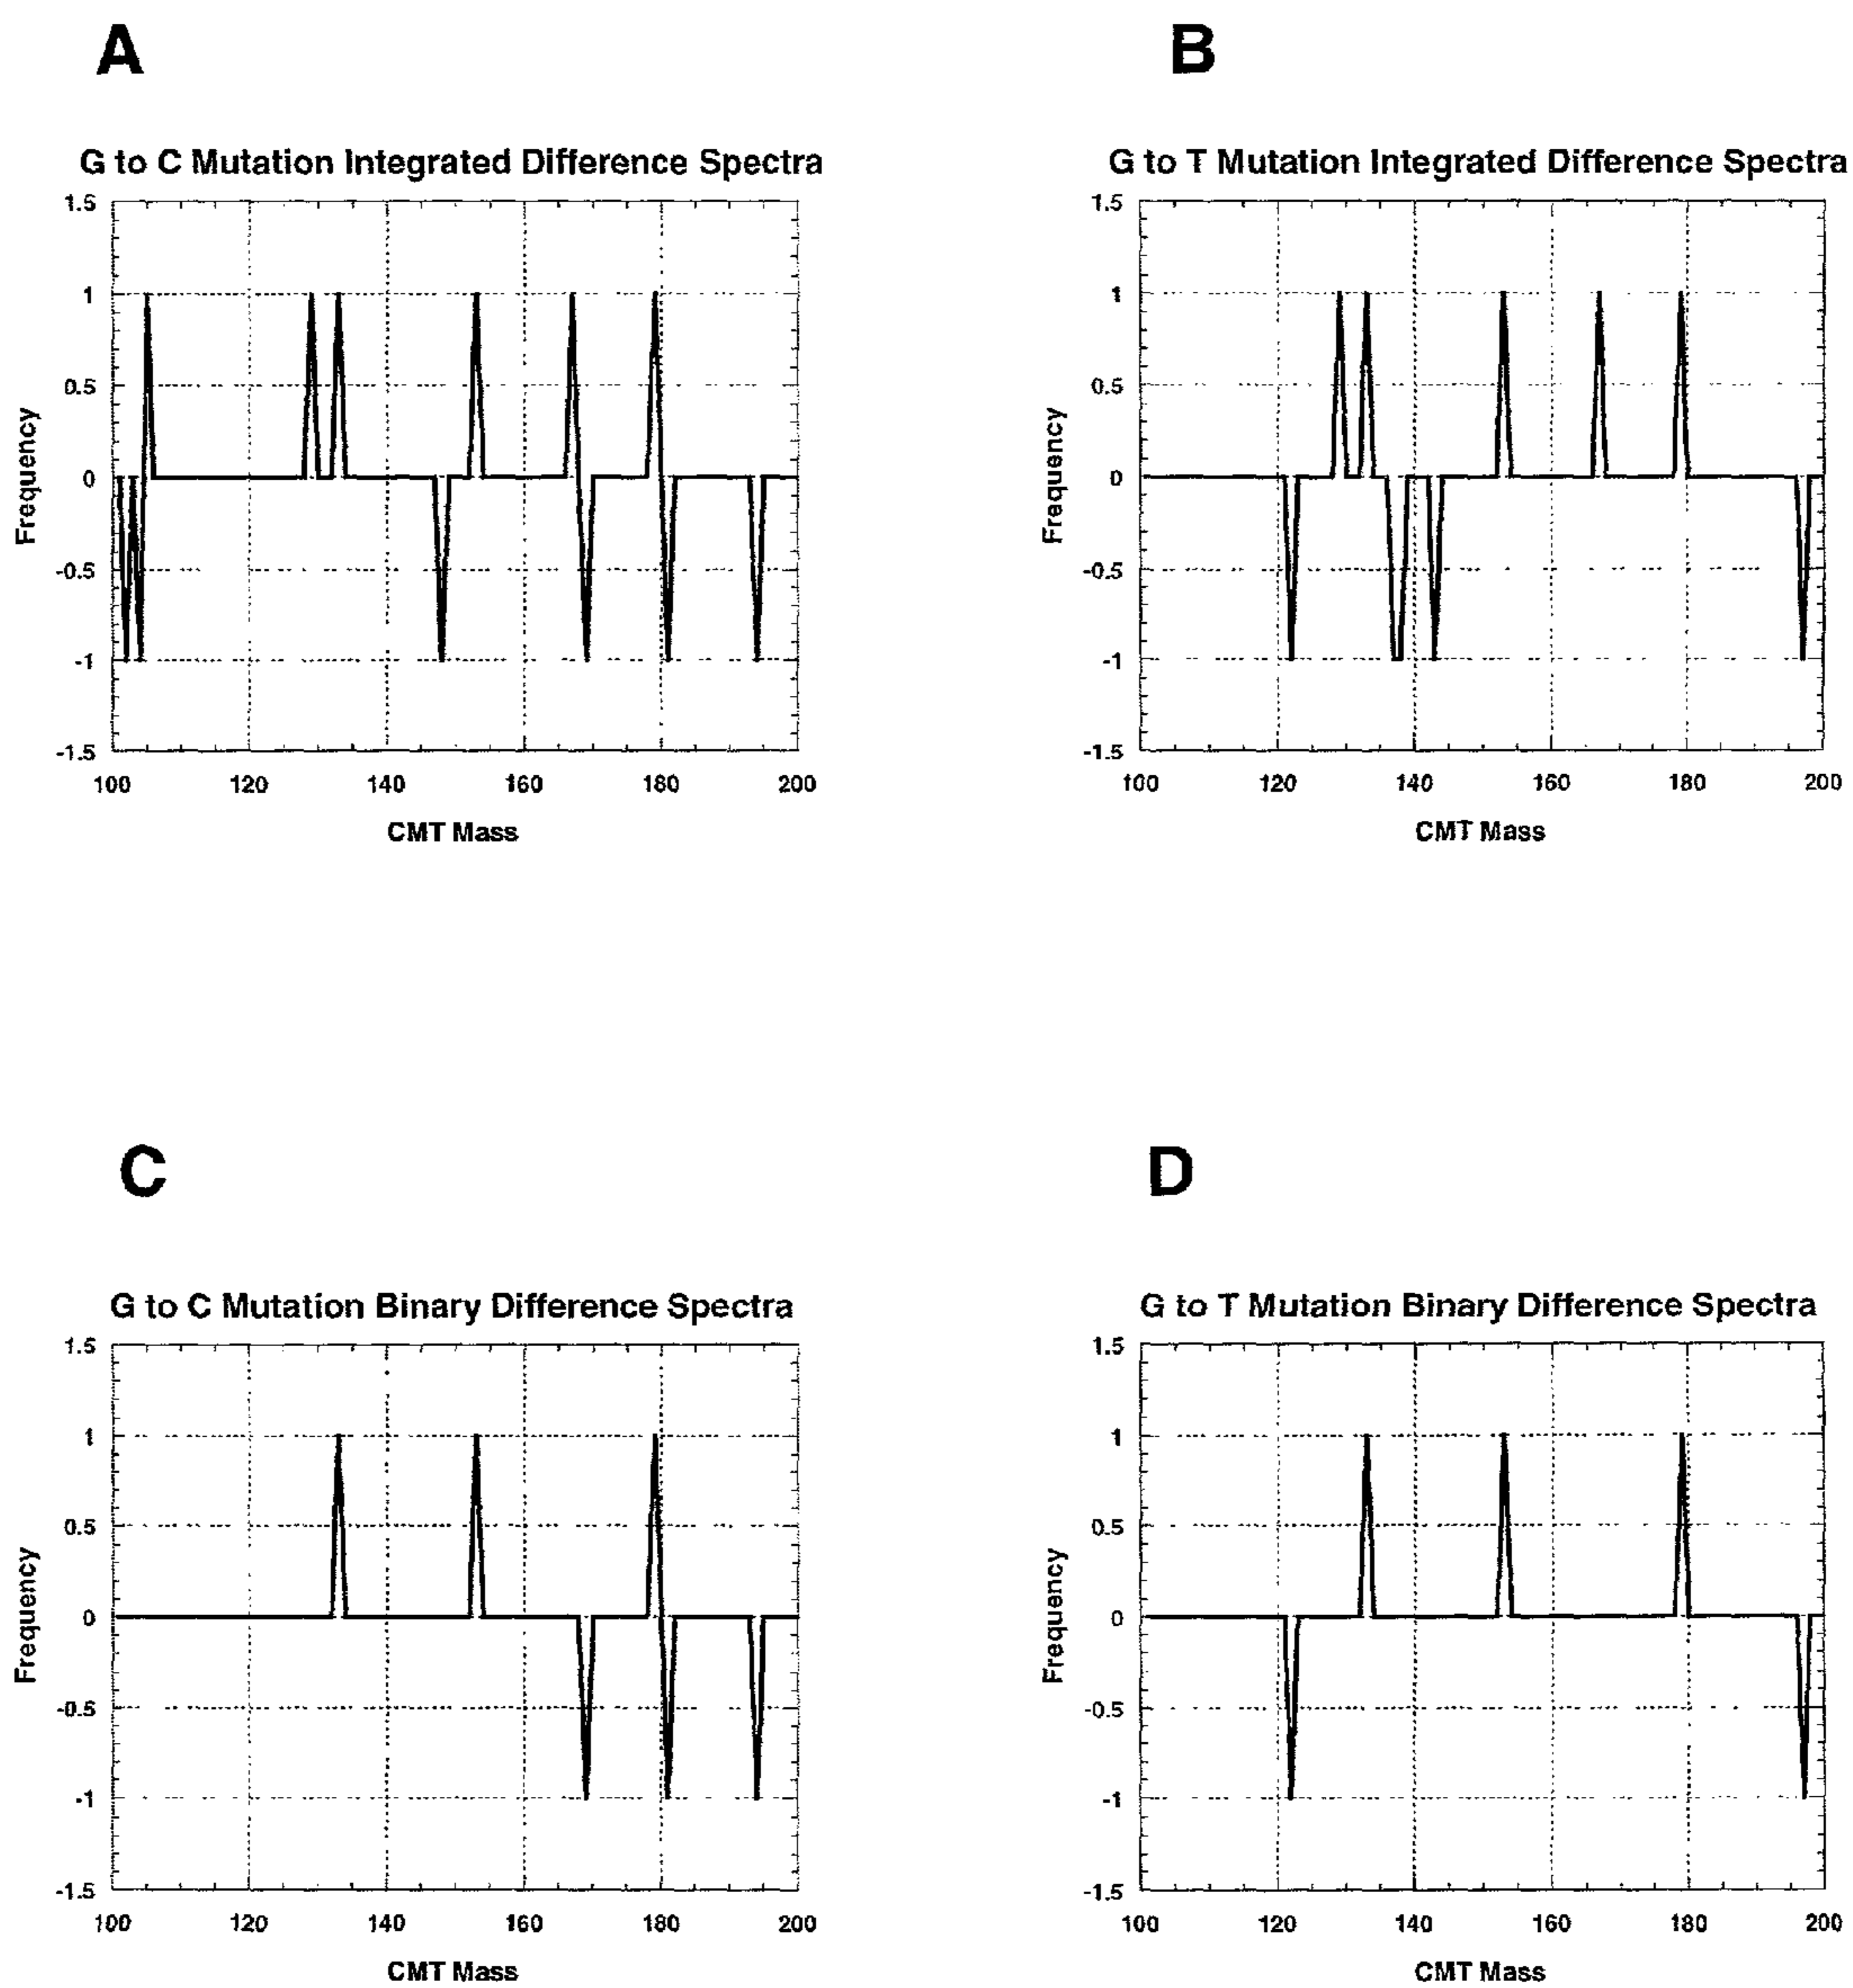 A
B
G to C Mutation Integrated Difference Spectra
1.5
1
0.5
0
-0.5
-1
-1.5
Frequency
100 120 140 160 180 200
CMT Mass
G to T Mutation Integrated Difference Spectra
1.5
1
0.5
0
-0.5
-1
-1.5
Frequency
100 120 140 160 180 200
CMT Mass
C
D
G to C Mutation Binary Difference Spectra
1.5
1
0.5
0
-0.5
-1
-1.5
Frequency
100 120 140 160 180 200
CMT Mass
G to T Mutation Binary Difference Spectra
1.5
1
0.5
0
-0.5
-1
-1.5
Frequency
100 120 140 160 180 200
CMT Mass